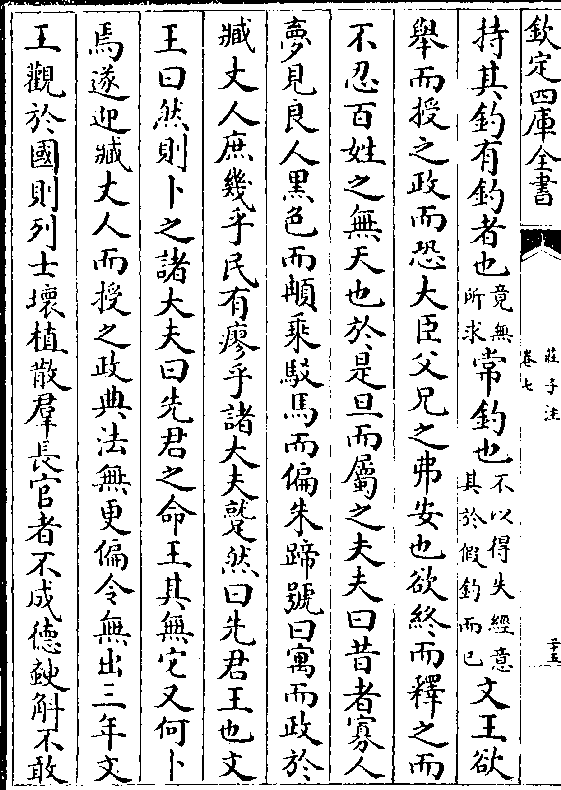 欽定四庫全書
莊子注
卷七
二十五
持其釣有釣者也竟無所求常釣也不以得失經意其於假釣而已文王欲
舉而授之政而恐大臣父兄之弗安也欲終而釋之而
不忍百姓之無天也於是旦而屬之夫夫曰昔者寡人
夢見良人黑色而𩑺乘駁馬而偏朱蹄號曰寓而政於
臧丈人庶幾乎民有瘳乎諸大夫蹵然曰先君王也文
王曰然則卜之諸大夫曰先君之命王其無它又何卜
焉遂迎臧丈人而授之政典法無更偏令無出三年文
王觀於國則列士壊植散羣長官者不成德䤋斛不敢